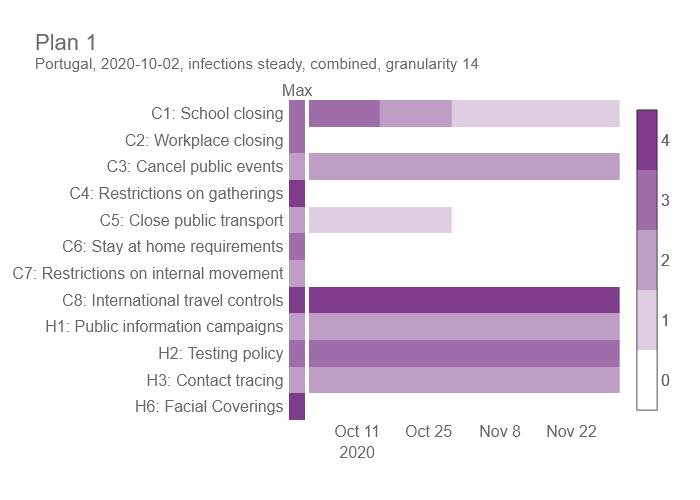 Plan 1
Portugal, 2020-10-02, infections steady, combined, granularity 14
Max
C1: School closing
C2: Workplace closing
C3: Cancel public events
C4: Restrictions on gatherings
C5: Close public transport
C6: Stay at home requirements
C7: Restrictions on internal movement
C8: International travel controls
H1: Public information campaigns
H2: Testing policy
H3: Contact tracing
H6: Facial Coverings
4
3
2
1
0
Oct 11 Oct 25 Nov 8 Nov 22
2020